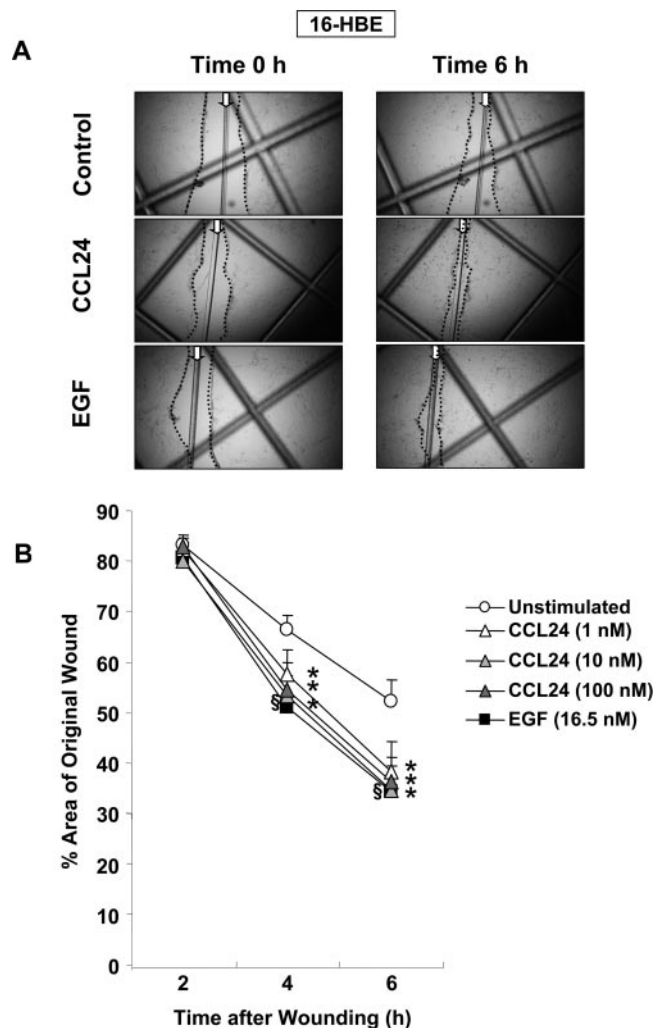 16-HBE
A
Time 0 h Time 6 h
Control
CCL24
EGF
B
% Area of Original Wound
90
80
70
60
50
40
30
20
10
0
2 4 6
Time after Wounding (h)
* * *
§
* * *
§
Unstimulated
CCL24 (1 nM)
CCL24 (10 nM)
CCL24 (100 nM)
EGF (16.5 nM)